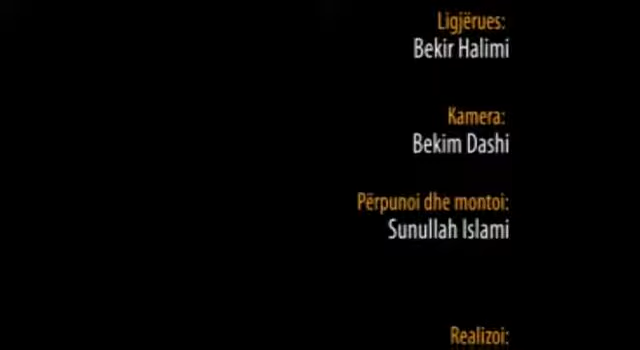 Ligjërues:
Bekir Halimi
Kamera:
Bekim Dashi
Përpunoi dhe montoi:
Sunullah Islami
Realizoi: